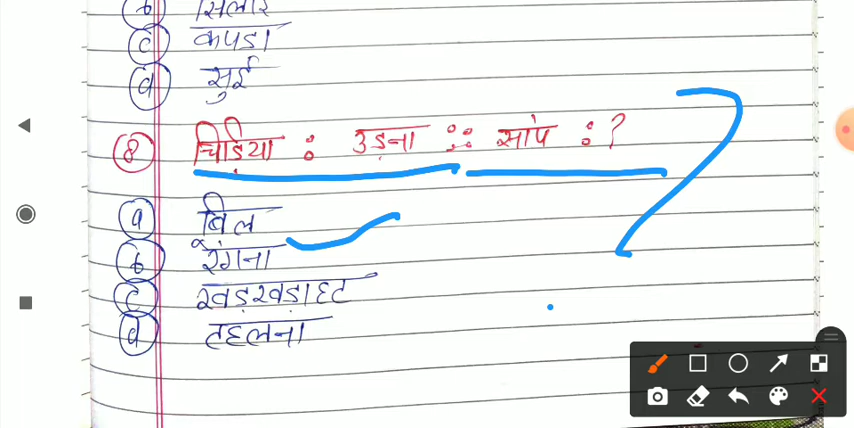 (b) सिलाई
(c) कपडा
(d) सुई
(8) चिड़िया : उड़ना :: सांप : ?
(a) बिल
(b) रेंगना
(c) खड़खड़ाहट
(d) टहलना